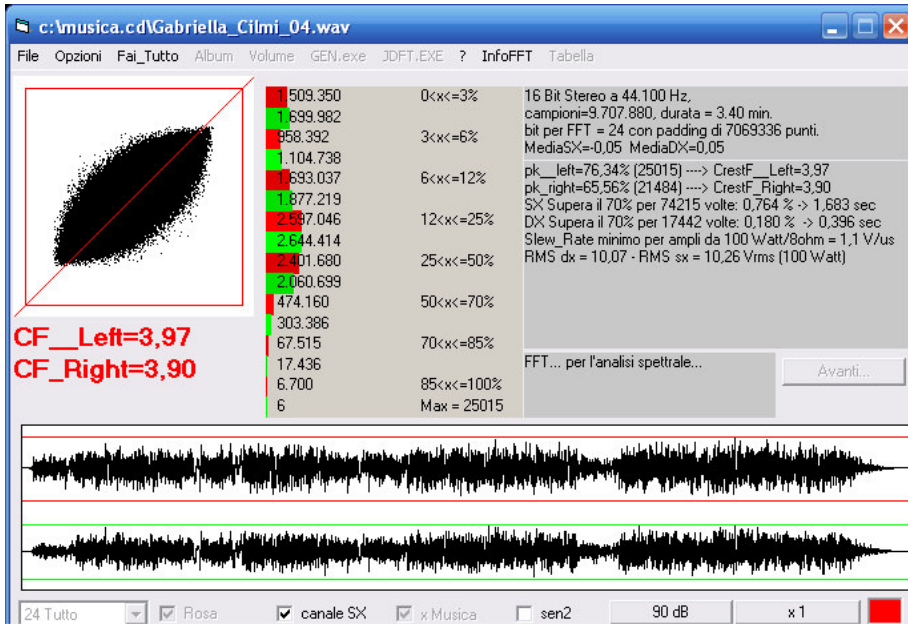 c:\musica.cd\Gabriella_Cilmi_04.wav
File Opzioni Fai_Tutto Album Volume GEN.exe JDFT.EXE ? InfoFFT Tabella
1.509.350 0<x<=3%
1.699.982
958.392 3<x<=6%
1.104.738
1.693.037 6<x<=12%
1.877.219
2.597.046 12<x<=25%
2.644.414
2.401.680 25<x<=50%
2.060.699
474.160 50<x<=70%
303.386
67.515 70<x<=85%
17.436
6.700 85<x<=100%
6 Max = 25015
16 Bit Stereo a 44.100 Hz,
campioni=9.707.880, durata = 3.40 min.
bit per FFT = 24 con padding di 7069336 punti.
MediaSX=-0,05 MediaDX=0,05
pk__left=76,34% (25015) ----> CrestF__Left=3,97
pk_right=65,56% (21484) ----> CrestF_Right=3,90
SX Supera il 70% per 74215 volte: 0,764 % -> 1,683 sec
DX Supera il 70% per 17442 volte: 0,180 % -> 0,396 sec
Slew_Rate minimo per ampli da 100 Watt/8ohm = 1,1 V/us
RMS dx = 10,07 - RMS sx = 10,26 Vrms (100 Watt)
CF__Left=3,97
CF_Right=3,90
FFT... per l'analisi spettrale...
Avanti...
24 Tutto Rosa canale SX x Musica sen2 90 dB x 1